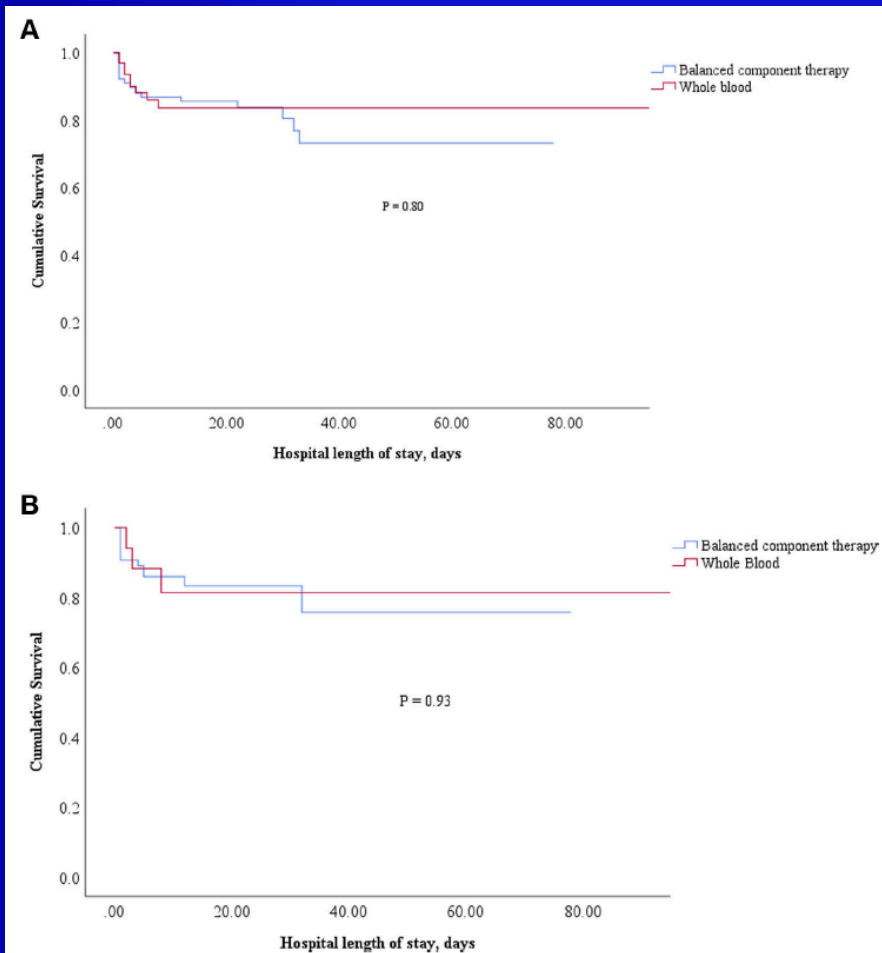 A
1.0
0.8
0.6
0.4
0.2
0.0
Cumulative Survival
Balanced component therapy
Whole blood
P = 0.80
.00 20.00 40.00 60.00 80.00
Hospital length of stay, days
B
1.0
0.8
0.6
0.4
0.2
0.0
Cumulative Survival
Balanced component therapy
Whole Blood
P = 0.93
.00 20.00 40.00 60.00 80.00
Hospital length of stay, days